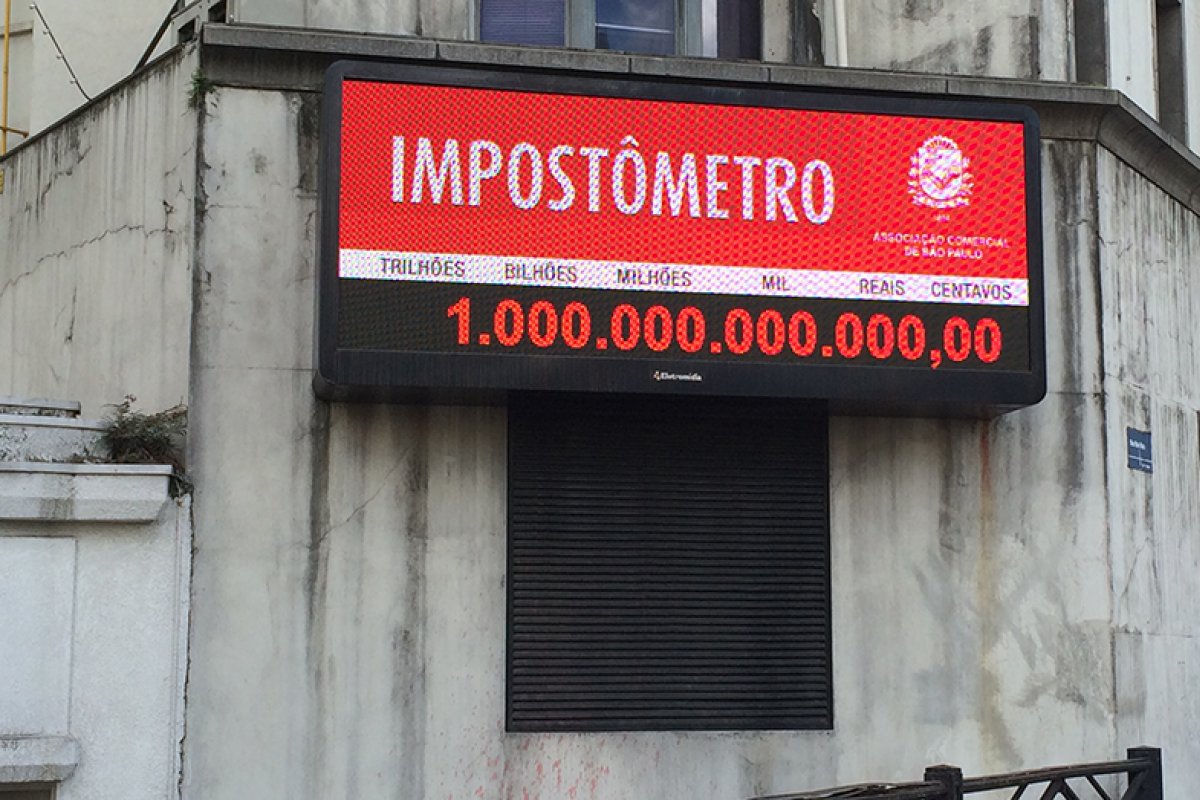 IMPOSTÔMETRO
ASSOCIAÇÃO COMERCIAL
DE SÃO PAULO
TRILHÕES BILHÕES MILHÕES MIL REAIS CENTAVOS
1.000.000.000.000,00
Eletromidia